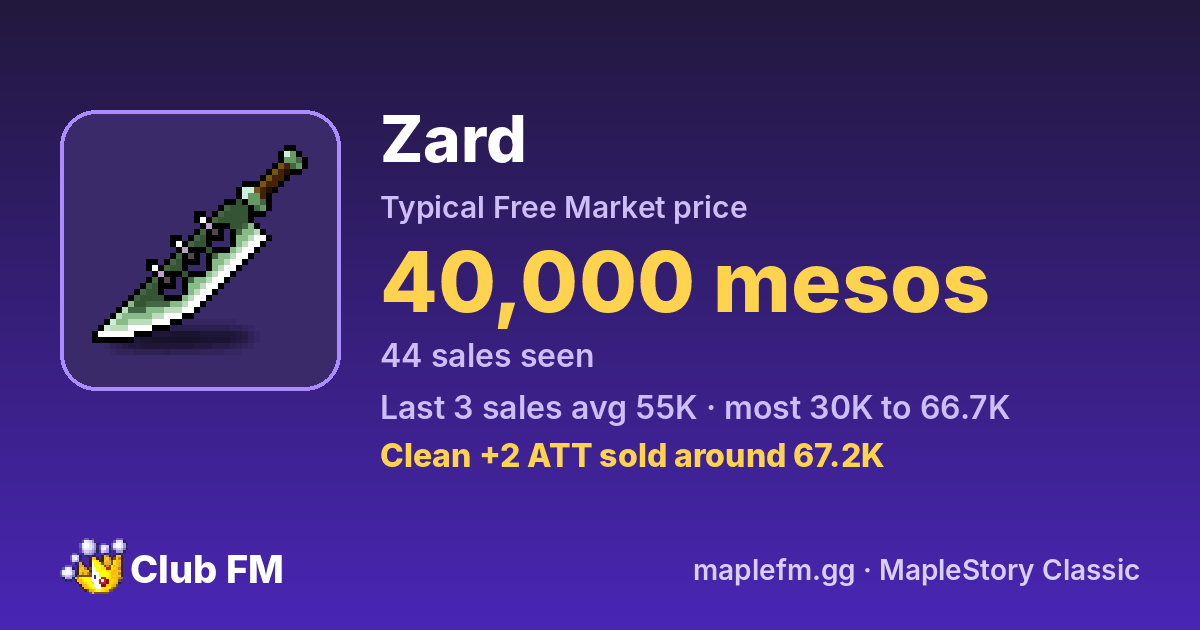 Zard
Typical Free Market price
40,000 mesos
44 sales seen
Last 3 sales avg 55K · most 30K to 66.7K
Clean +2 ATT sold around 67.2K
Club FM
maplefm.gg · MapleStory Classic